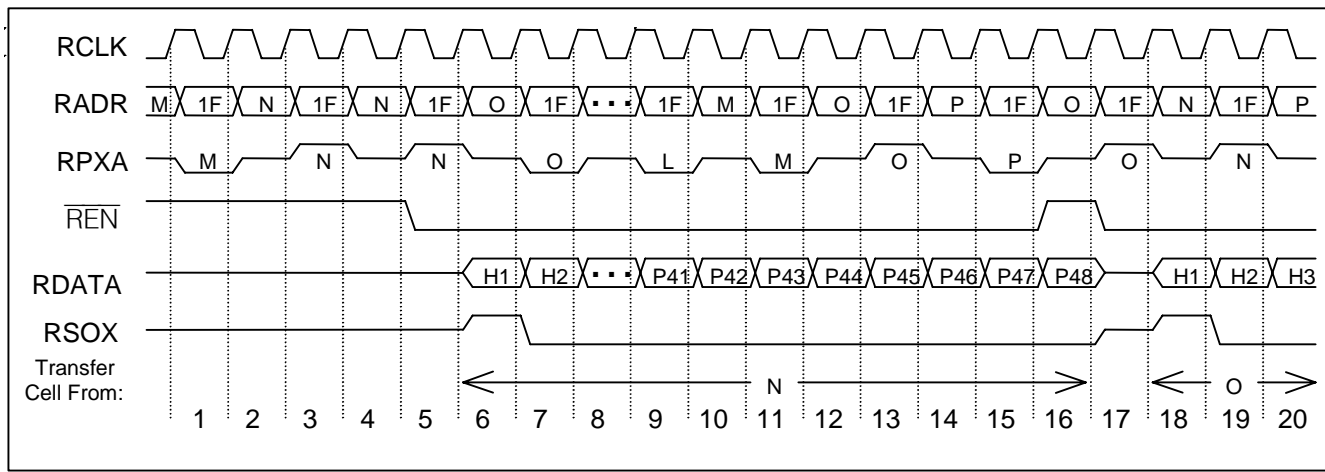 RCLK
RADR M 1F N 1F N 1F O 1F ··· 1F M 1F O 1F P 1F O 1F N 1F P
RPXA M N N O L M O P O N
REN
RDATA H1 H2 ··· P41 P42 P43 P44 P45 P46 P47 P48 H1 H2 H3
RSOX
Transfer
Cell From: N O
1 2 3 4 5 6 7 8 9 10 11 12 13 14 15 16 17 18 19 20